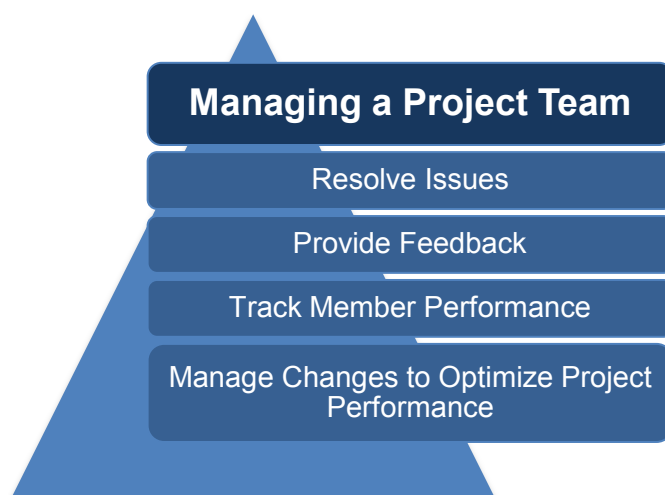 Managing a Project Team
Resolve Issues
Provide Feedback
Track Member Performance
Manage Changes to Optimize Project
Performance